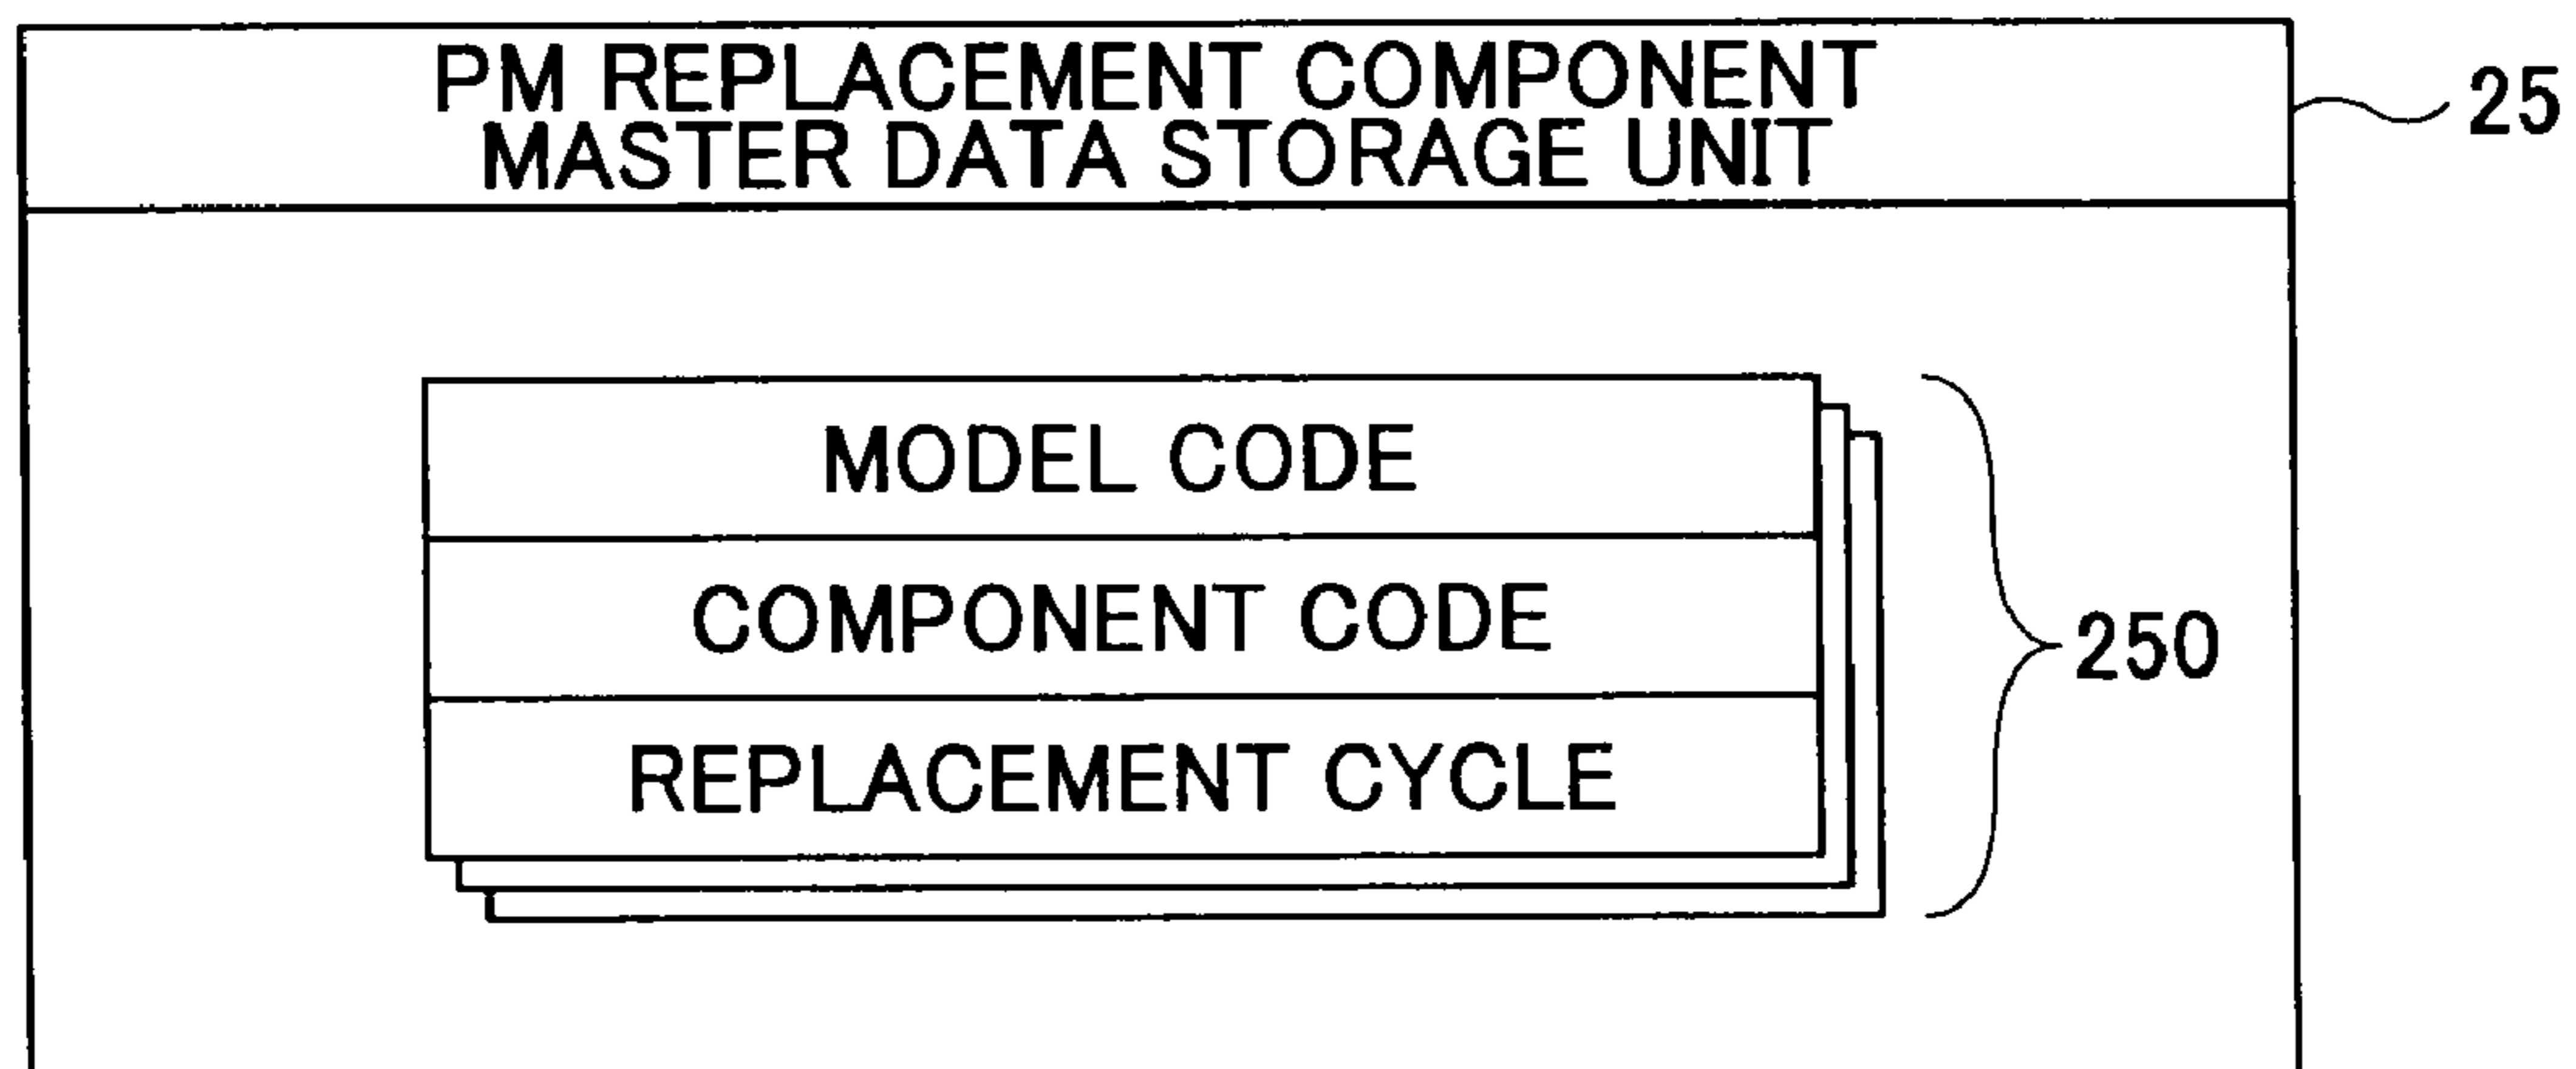 PM REPLACEMENT COMPONENT
MASTER DATA STORAGE UNIT
25
MODEL CODE
COMPONENT CODE
250
REPLACEMENT CYCLE